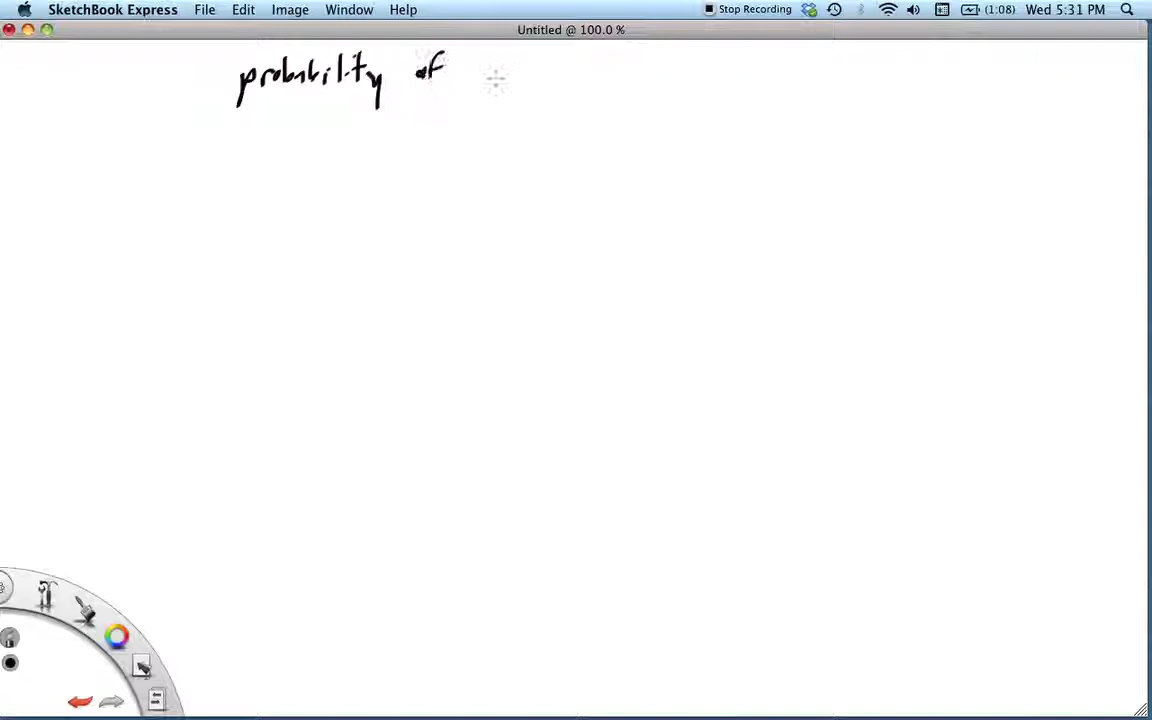 SketchBook Express File Edit Image Window Help Stop Recording (1:08) Wed 5:31 PM
Untitled @ 100.0 %
probability of